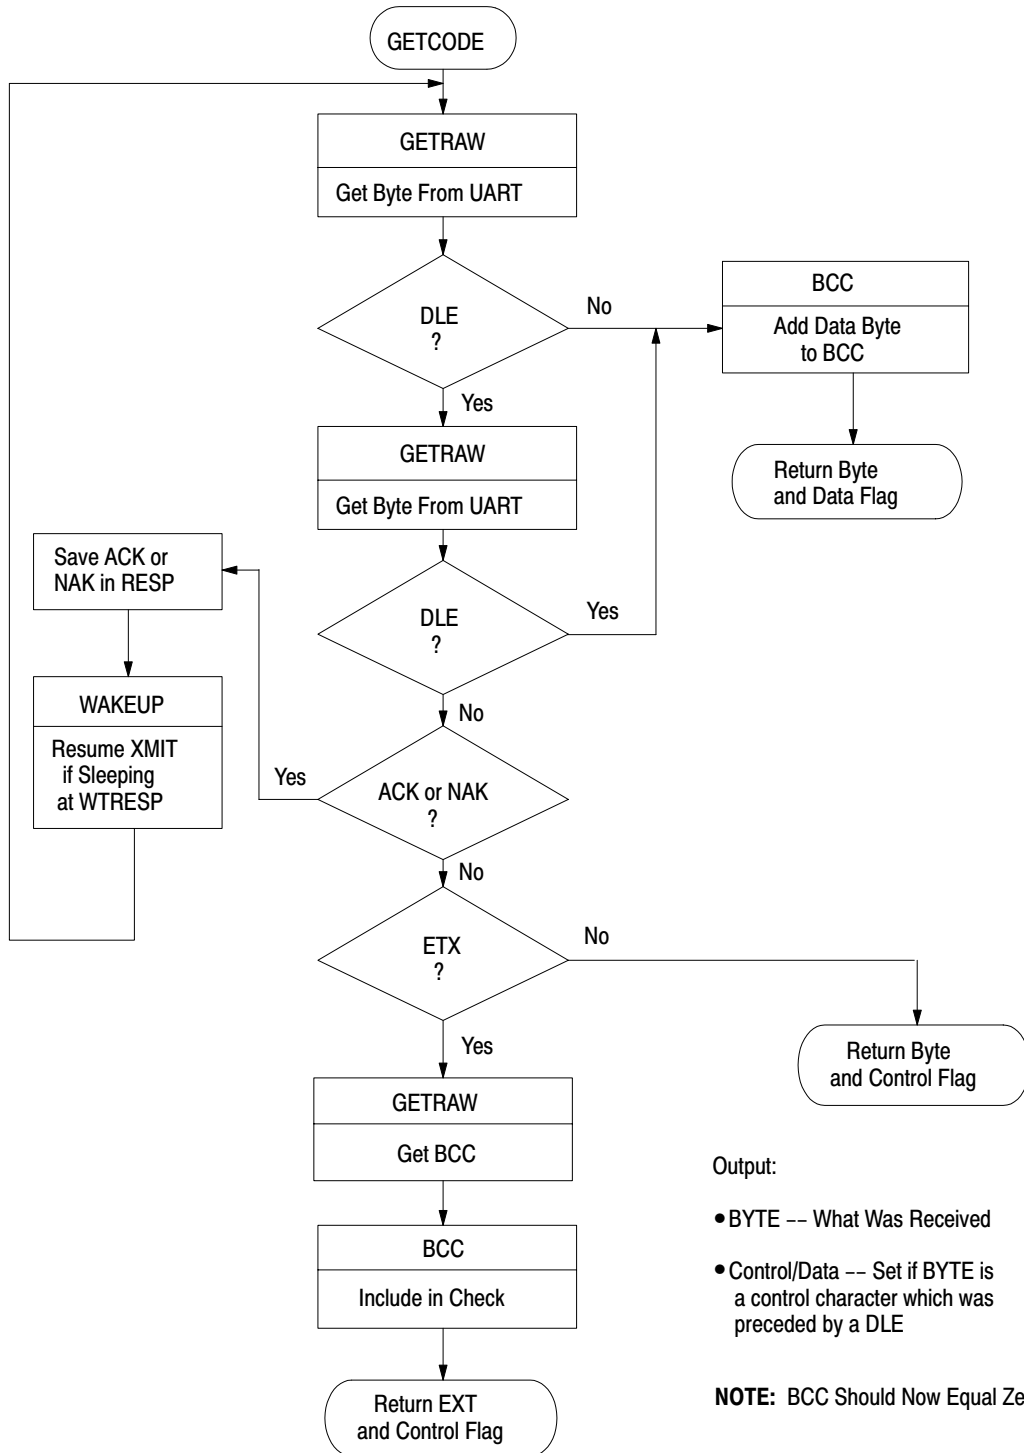 GETCODE
GETRAW
Get Byte From UART
DLE
?
No
BCC
Add Data Byte
to BCC
Yes
GETRAW
Get Byte From UART
Return Byte
and Data Flag
Save ACK or
NAK in RESP
DLE
?
Yes
No
WAKEUP
Resume XMIT
if Sleeping
at WTRESP
Yes
ACK or NAK
?
No
ETX
?
No
Yes
Return Byte
and Control Flag
GETRAW
Get BCC
BCC
Include in Check
Return EXT
and Control Flag
Output:
• BYTE -- What Was Received
• Control/Data -- Set if BYTE is
a control character which was
preceded by a DLE
NOTE: BCC Should Now Equal Ze